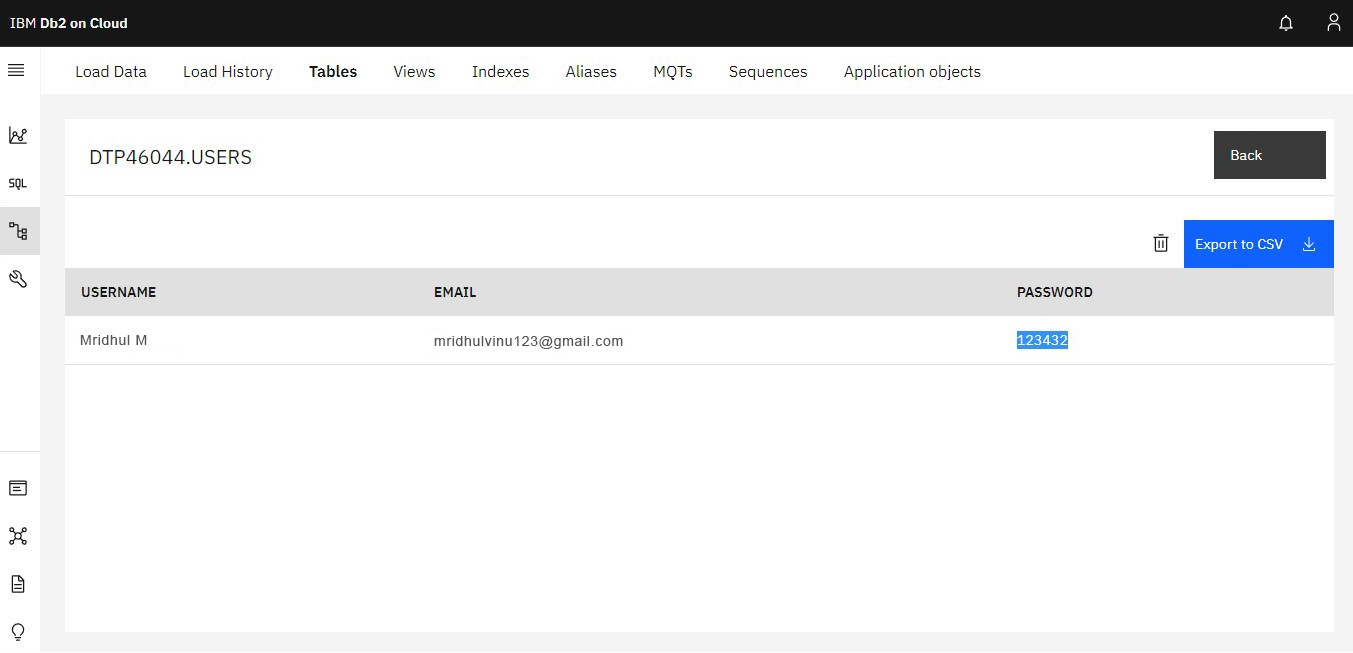 IBM Db2 on Cloud
Load Data Load History Tables Views Indexes Aliases MQTs Sequences Application objects
SQL
DTP46044.USERS
Back
Export to CSV
USERNAME EMAIL PASSWORD
Mridhul M mridhulvinu123@gmail.com 123432